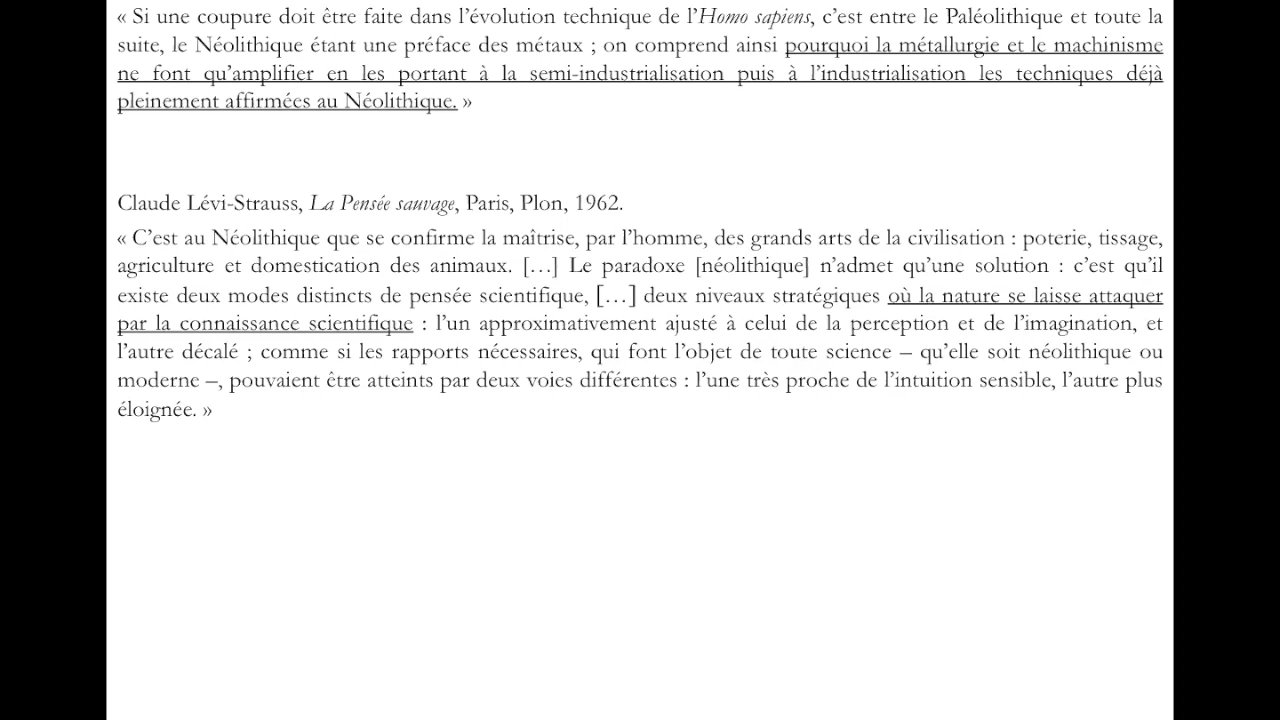 « Si une coupure doit être faite dans l’évolution technique de l’Homo sapiens, c’est entre le Paléolithique et toute la
suite, le Néolithique étant une préface des métaux ; on comprend ainsi pourquoi la métallurgie et le machinisme
ne font qu’amplifier en les portant à la semi-industrialisation puis à l’industrialisation les techniques déjà
pleinement affirmées au Néolithique. »
Claude Lévi-Strauss, La Pensée sauvage, Paris, Plon, 1962.
« C’est au Néolithique que se confirme la maîtrise, par l’homme, des grands arts de la civilisation : poterie, tissage,
agriculture et domestication des animaux. […] Le paradoxe [néolithique] n’admet qu’une solution : c’est qu’il
existe deux modes distincts de pensée scientifique, […] deux niveaux stratégiques où la nature se laisse attaquer
par la connaissance scientifique : l’un approximativement ajusté à celui de la perception et de l’imagination, et
l’autre décalé ; comme si les rapports nécessaires, qui font l’objet de toute science – qu’elle soit néolithique ou
moderne –, pouvaient être atteints par deux voies différentes : l’une très proche de l’intuition sensible, l’autre plus
éloignée. »